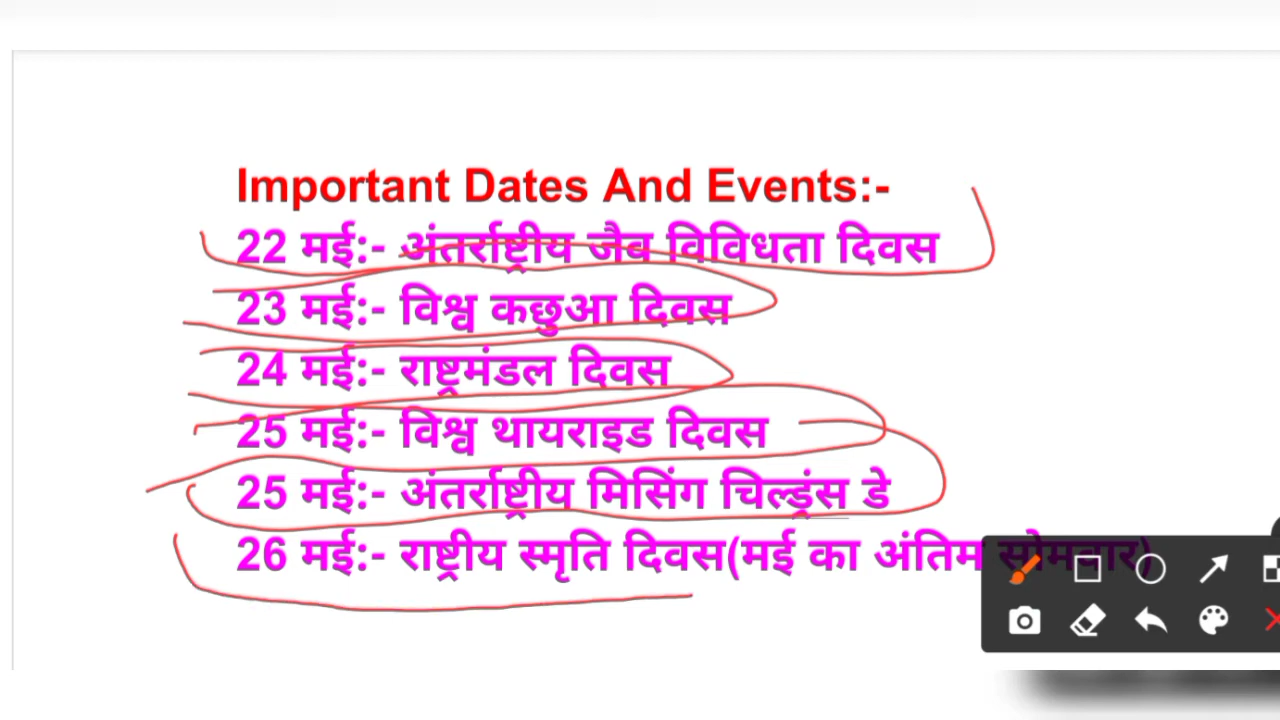 Important Dates And Events:-
22 मई:- अंतर्राष्ट्रीय जैव विविधता दिवस
23 मई:- विश्व कछुआ दिवस
24 मई:- राष्ट्रमंडल दिवस
25 मई:- विश्व थायराइड दिवस
25 मई:- अंतर्राष्ट्रीय मिसिंग चिल्ड्रंस डे
26 मई:- राष्ट्रीय स्मृति दिवस(मई का अंतिम सोमवार)